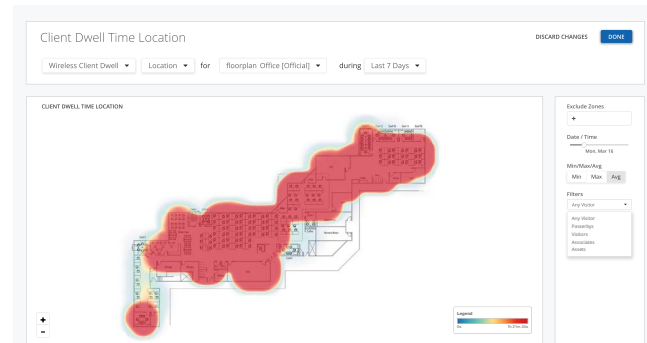 Client Dwell Time Location
DISCARD CHANGES
DONE
Wireless Client Dwell
Location
for
floorplan Office [Official]
during
Last 7 Days
CLIENT DWELL TIME LOCATION
+
-
Legend
0s
Exclude Zones
+
Date / Time
Mon, Mar 16
Min/Max/Avg
Min Max Avg
Filters
Any Visitor
Any Visitor
Passerbys
Visitors
Associates
Assets